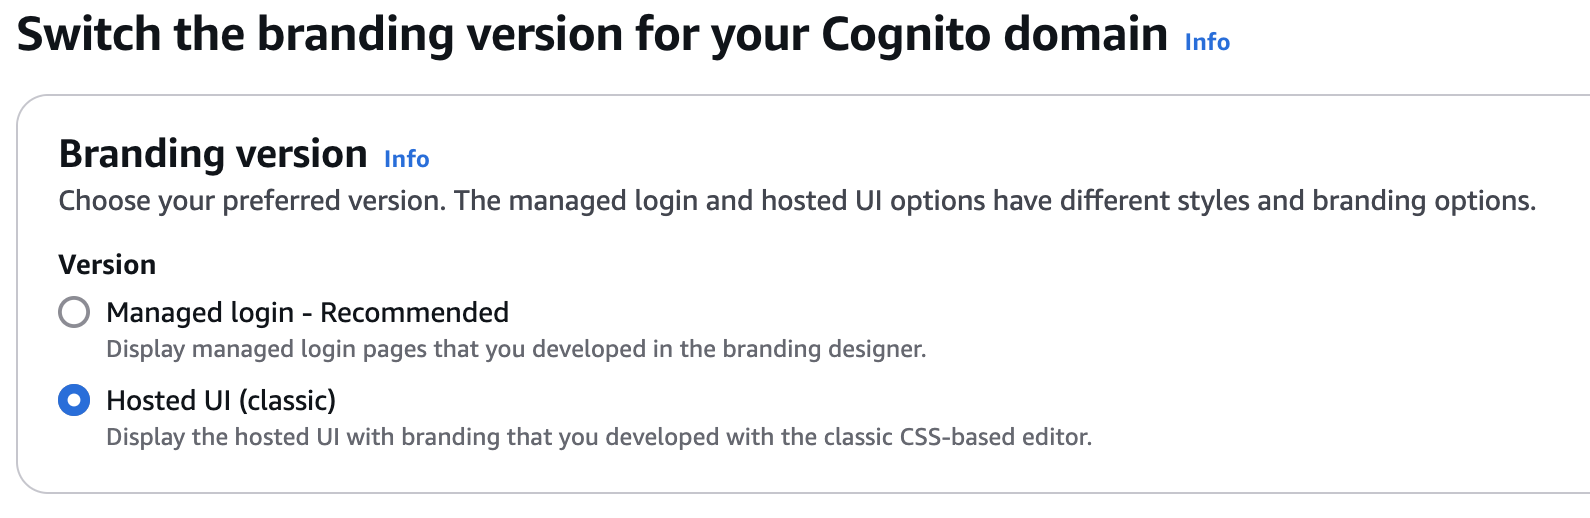 Switch the branding version for your Cognito domain Info
Branding version Info
Choose your preferred version. The managed login and hosted UI options have different styles and branding options.
Version
Managed login - Recommended
Display managed login pages that you developed in the branding designer.
Hosted UI (classic)
Display the hosted UI with branding that you developed with the classic CSS-based editor.